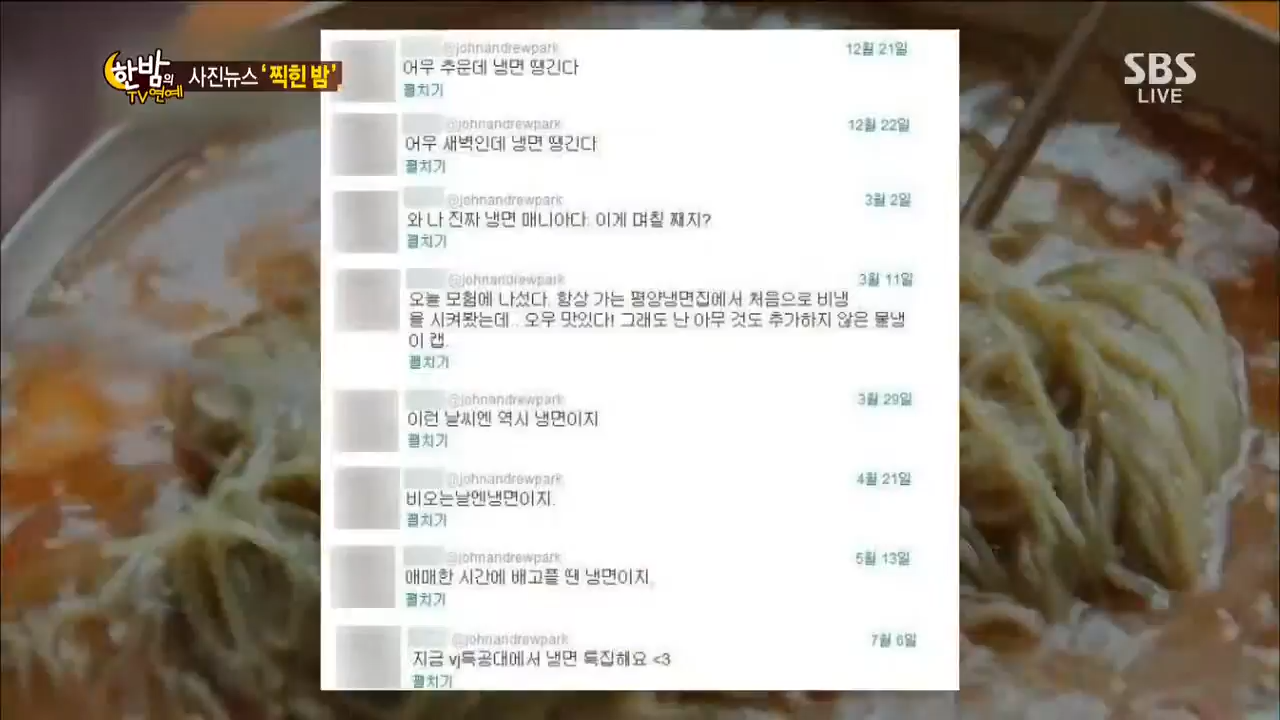 한밤의
TV연예
사진뉴스 '찍힌 밤'
SBS
LIVE
@johnandrewpark 12월 21일
어우 추운데 냉면 땡긴다
펼치기
@johnandrewpark 12월 22일
어우 새벽인데 냉면 땡긴다
펼치기
@johnandrewpark 3월 2일
와 나 진짜 냉면 매니아다. 이게 며칠 째지?
펼치기
@johnandrewpark 3월 11일
오늘 모험에 나섰다. 항상 가는 평양냉면집에서 처음으로 비냉
을 시켜봤는데.. 오우 맛있다! 그래도 난 아무 것도 추가하지 않은 물냉
이 캡.
펼치기
@johnandrewpark 3월 29일
이런 날씨엔 역시 냉면이지
펼치기
@johnandrewpark 4월 21일
비오는날엔냉면이지.
펼치기
@johnandrewpark 5월 13일
애매한 시간에 배고플 땐 냉면이지.
펼치기
@johnandrewpark 7월 6일
지금 vj특공대에서 냉면 특집해요 <3
펼치기